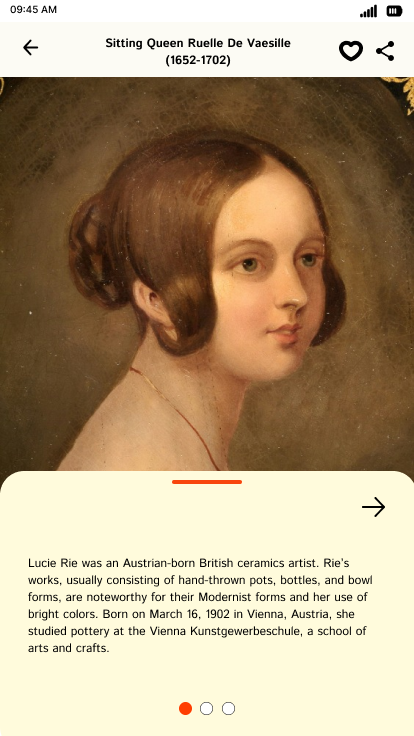 09:45 AM
Sitting Queen Ruelle De Vaesille
(1652-1702)
Lucie Rie was an Austrian-born British ceramics artist. Rie's
works, usually consisting of hand-thrown pots, bottles, and bowl
forms, are noteworthy for their Modernist forms and her use of
bright colors. Born on March 16, 1902 in Vienna, Austria, she
studied pottery at the Vienna Kunstgewerbeschule, a school of
arts and crafts.